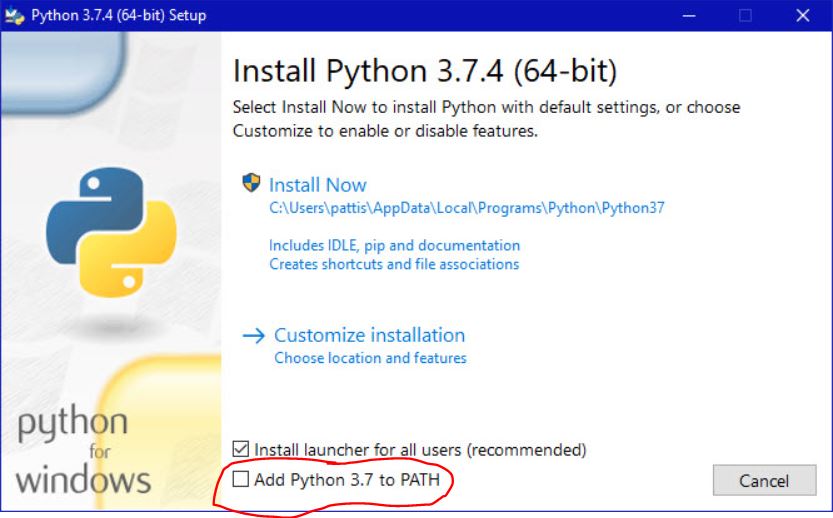 Python 3.7.4 (64-bit) Setup
Install Python 3.7.4 (64-bit)
Select Install Now to install Python with default settings, or choose
Customize to enable or disable features.
Install Now
C:\Users\pattis\AppData\Local\Programs\Python\Python37
Includes IDLE, pip and documentation
Creates shortcuts and file associations
Customize installation
Choose location and features
python
for
windows
Install launcher for all users (recommended)
Add Python 3.7 to PATH
Cancel